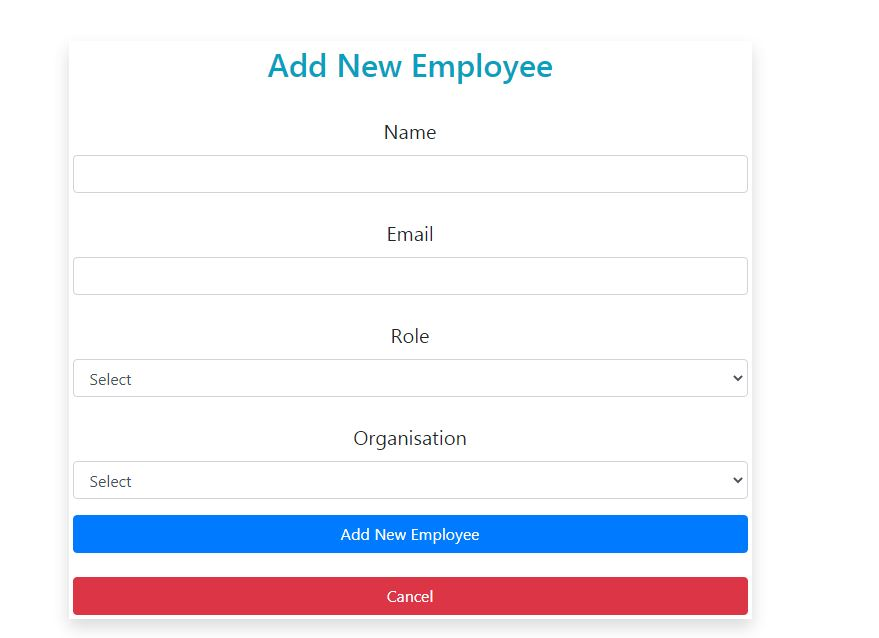 Add New Employee
Name
Email
Role
Select
Organisation
Select
Add New Employee
Cancel